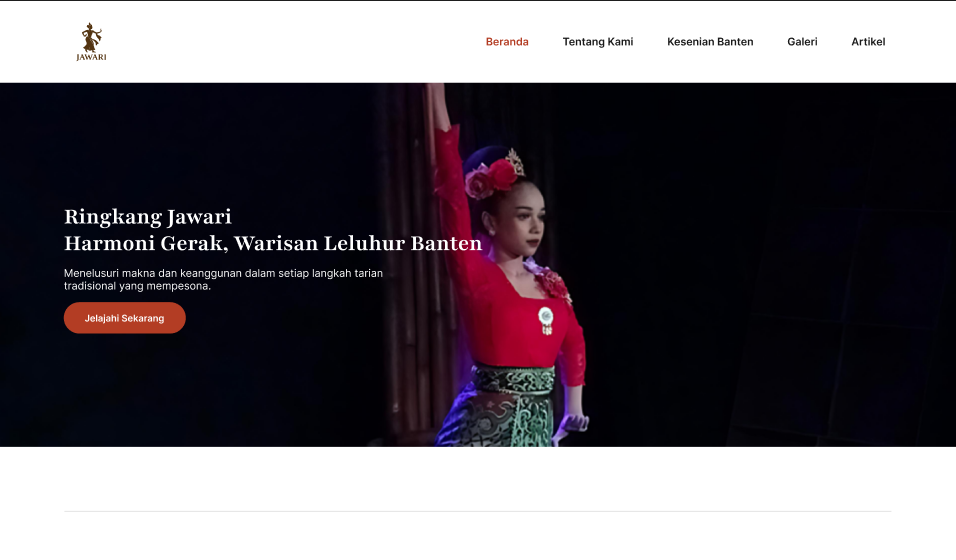 JAWARI
Beranda
Tentang Kami
Kesenian Banten
Galeri
Artikel
Ringkang Jawari
Harmoni Gerak, Warisan Leluhur Banten
Menelusuri makna dan keanggunan dalam setiap langkah tarian
tradisional yang mempesona.
Jelajahi Sekarang